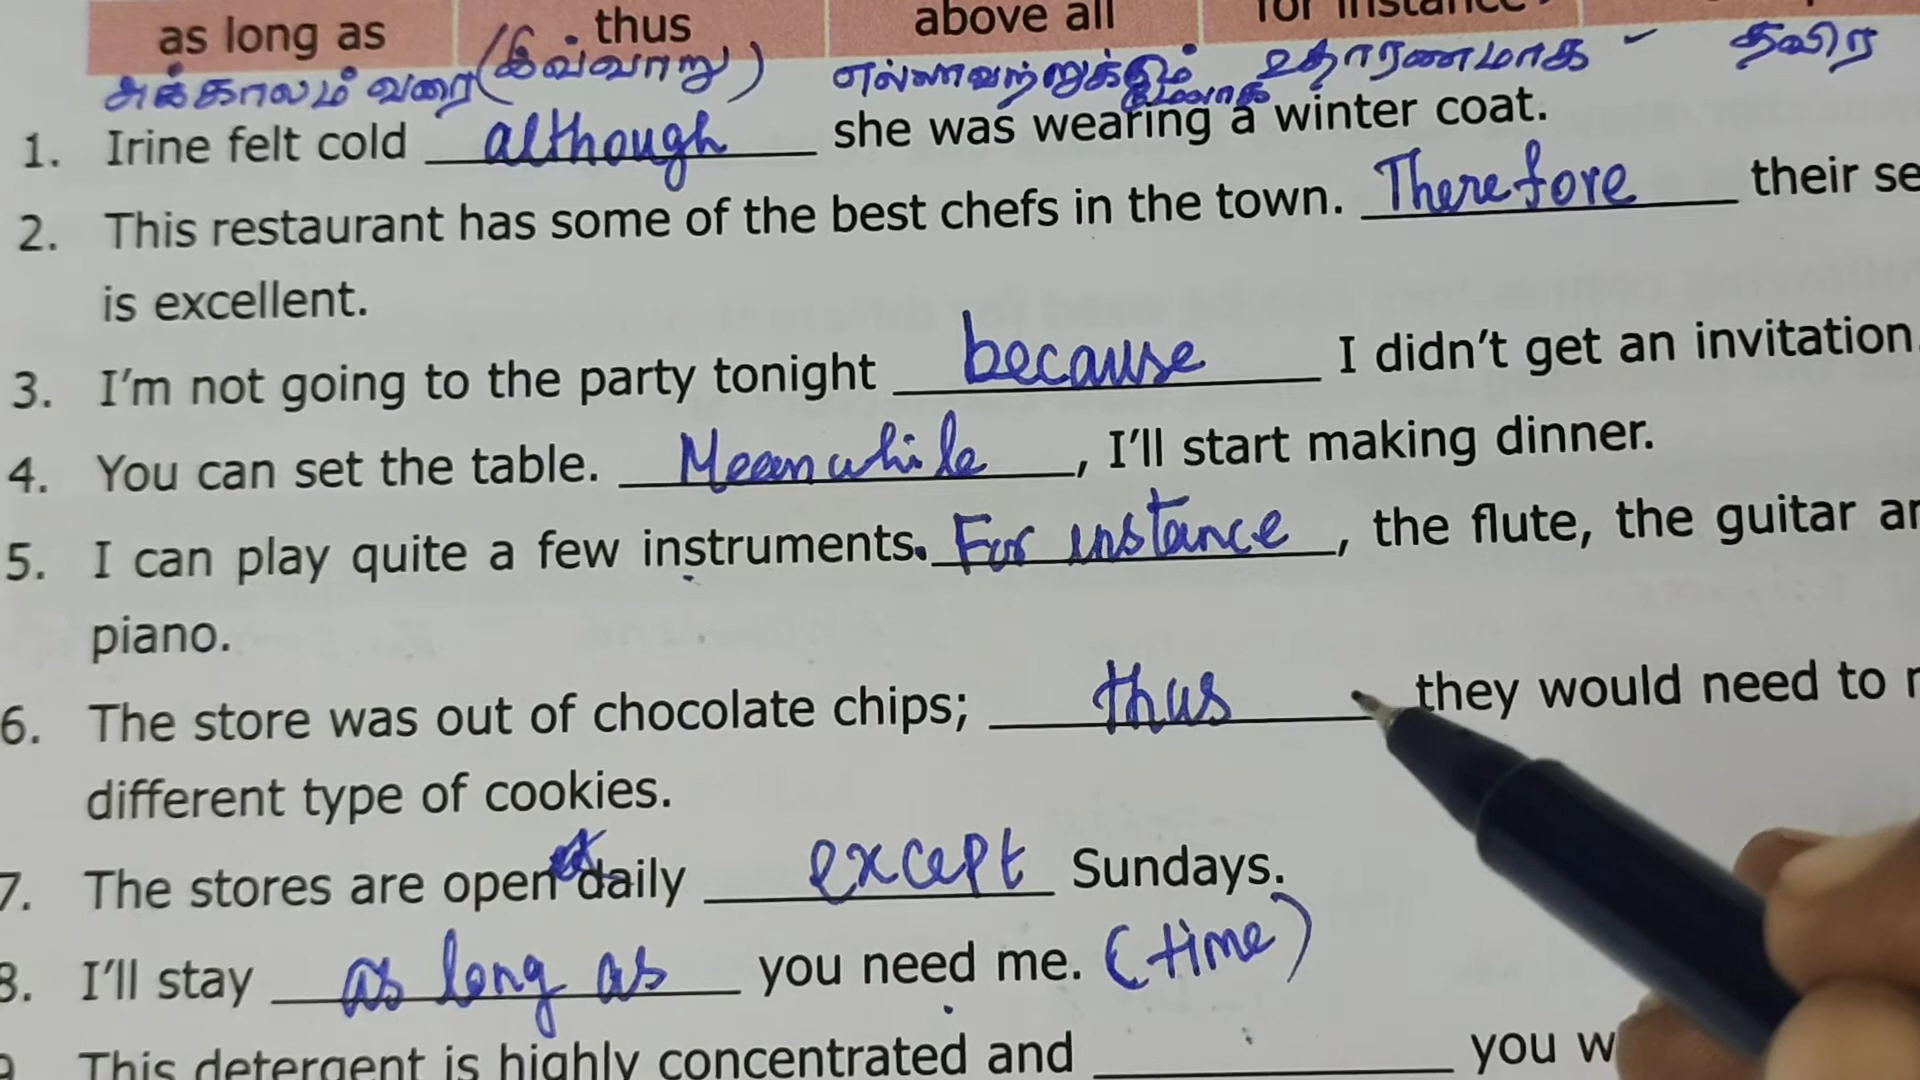 as long as thus above all for instance
அக்காலம் வரை (இவ்வாறு) எல்லாவற்றுக்கும் உதாரணமாக - தவிர
1. Irine felt cold although she was wearing a winter coat.
2. This restaurant has some of the best chefs in the town. Therefore their se
is excellent.
3. I'm not going to the party tonight because I didn't get an invitation.
4. You can set the table. Meanwhile, I'll start making dinner.
5. I can play quite a few instruments. For instance, the flute, the guitar an
piano.
6. The store was out of chocolate chips; thus they would need to
different type of cookies.
7. The stores are open daily except Sundays.
8. I'll stay as long as you need me. (time)
9 This detergent is highly concentrated and ________ you w